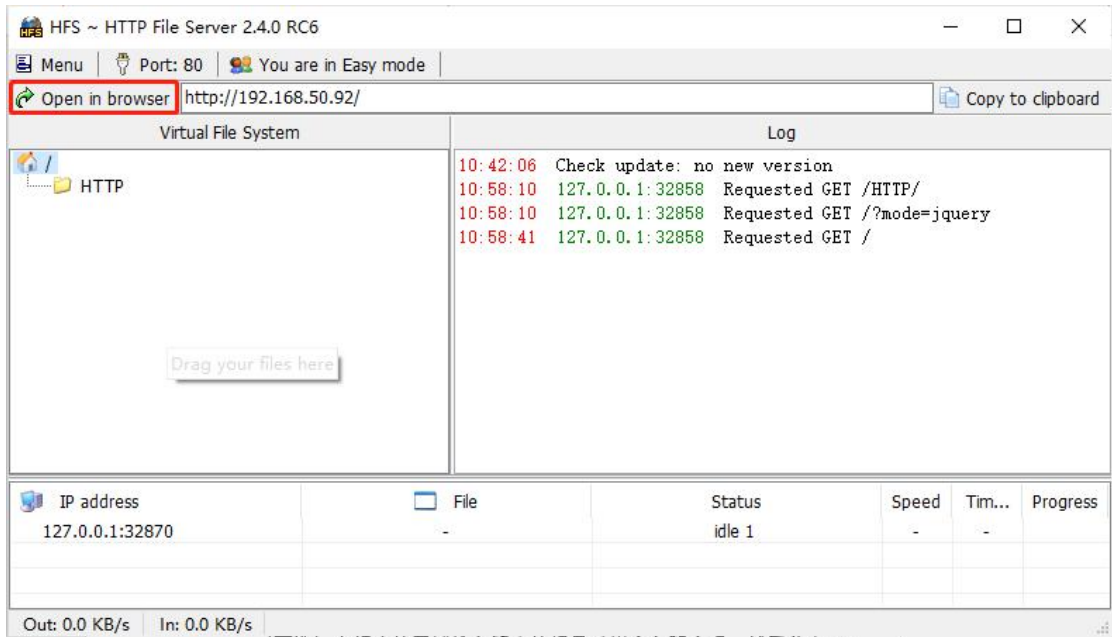 HFS ~ HTTP File Server 2.4.0 RC6
Menu Port: 80 You are in Easy mode
Open in browser http://192.168.50.92/ Copy to clipboard
Virtual File System
/
HTTP
Drag your files here
Log
10:42:06 Check update: no new version
10:58:10 127.0.0.1:32858 Requested GET /HTTP/
10:58:10 127.0.0.1:32858 Requested GET /?mode=jquery
10:58:41 127.0.0.1:32858 Requested GET /
IP address File Status Speed Tim... Progress
127.0.0.1:32870 - idle 1 - -
Out: 0.0 KB/s In: 0.0 KB/s